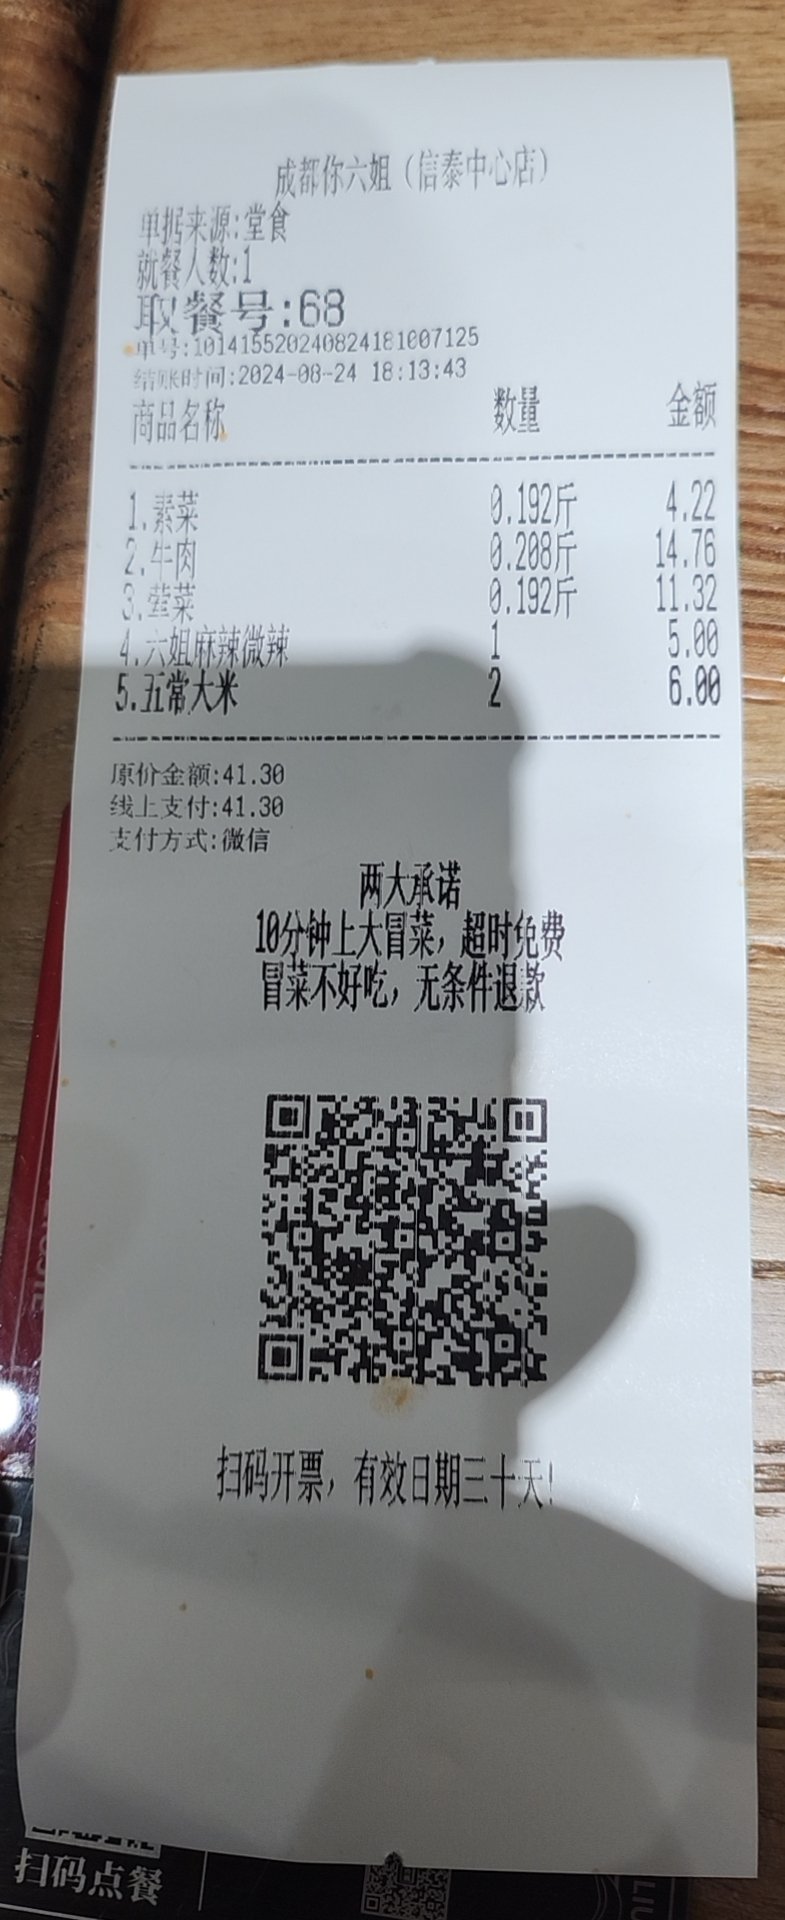 成都你六姐（信泰中心店）
单据来源:堂食
就餐人数:1
取餐号:68
单号:10141552024082418100​7125
结账时间:2024-08-24 18:13:43
商品名称 数量 金额
1.素菜 0.192斤 4.22
2.牛肉 0.208斤 14.76
3.荤菜 0.192斤 11.32
4.六姐麻辣微辣 1 5.00
5.五常大米 2 6.00
原价金额:41.30
线上支付:41.30
支付方式:微信
两大承诺
10分钟上大冒菜，超时免费
冒菜不好吃，无条件退款
扫码开票，有效日期三十天!
扫码点餐